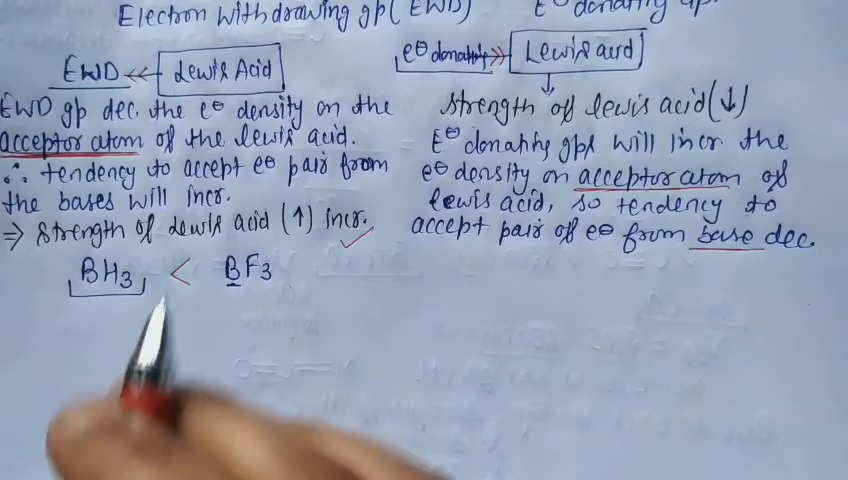 Electron withdrawing gp( EWD)
e⊖ donating
EWD << Lewis Acid
e⊖ donating >> Lewis acid
EWD gp dec. the e⊖ density on the
acceptor atom of the lewis acid.
∴ tendency to accept e⊖ pair from
the bases will incr.
⇒ strength of Lewis acid (↑) incr.
strength of lewis acid (↓)
E⊖ donating gps will incr the
e⊖ density on acceptor atom of
lewis acid, so tendency to
accept pair of e⊖ from base dec.
BH3 < BF3